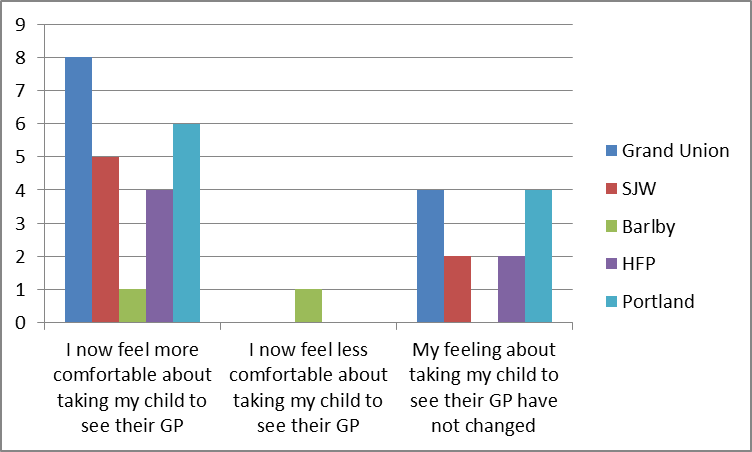 9
8
7
6
5
4
3
2
1
0
I now feel more
comfortable about
taking my child to
see their GP
I now feel less
comfortable about
taking my child to
see their GP
My feeling about
taking my child to
see their GP have
not changed
Grand Union
SJW
Barlby
HFP
Portland